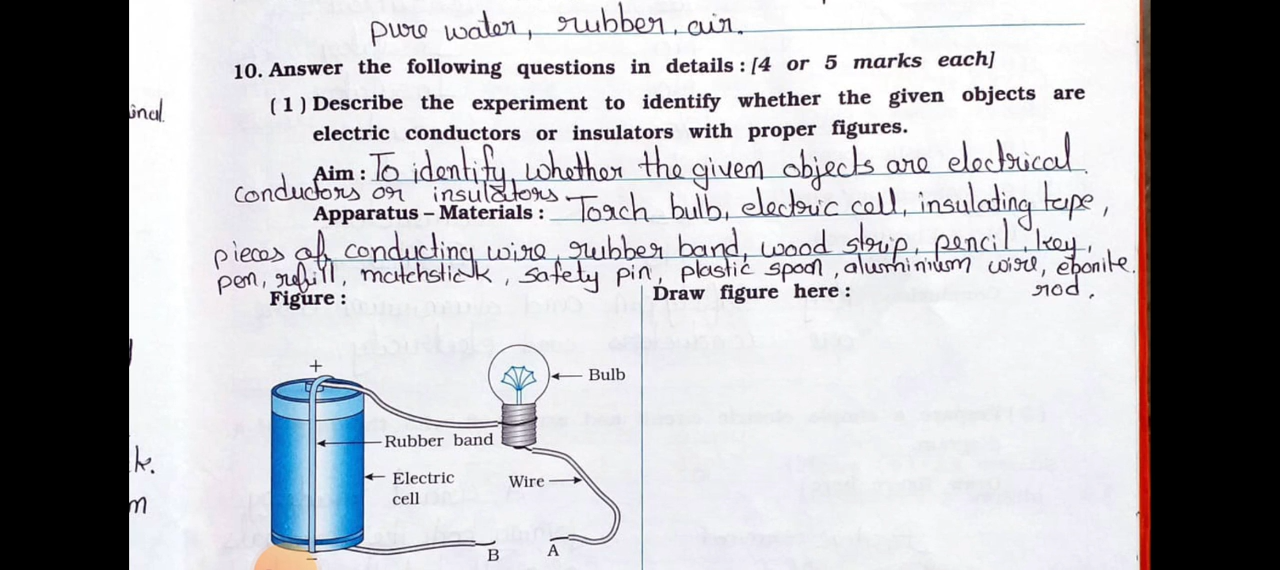 pure water, rubber, air.
10. Answer the following questions in details : [4 or 5 marks each]
( 1 ) Describe the experiment to identify whether the given objects are
electric conductors or insulators with proper figures.
Aim : To identify whether the given objects are electrical
conductors or insulators.
Apparatus – Materials : Torch bulb, electric cell, insulating tape,
pieces of conducting wire, rubber band, wood strip, pencil, key,
pen, refill, matchstick, safety pin, plastic spoon, aluminium wire, ebonite
rod.
Figure :
Draw figure here :
+
Bulb
Rubber band
Electric
cell
Wire
B
A
–
k.
m